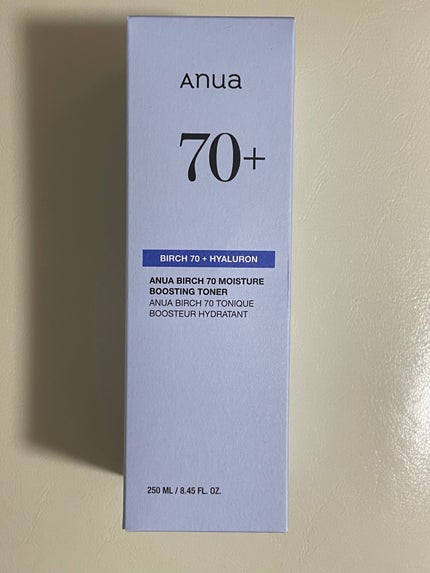 Anua
70+
BIRCH 70 + HYALURON
ANUA BIRCH 70 MOISTURE
BOOSTING TONER
ANUA BIRCH 70 TONIQUE
BOOSTEUR HYDRATANT
250 ML / 8.45 FL. OZ.